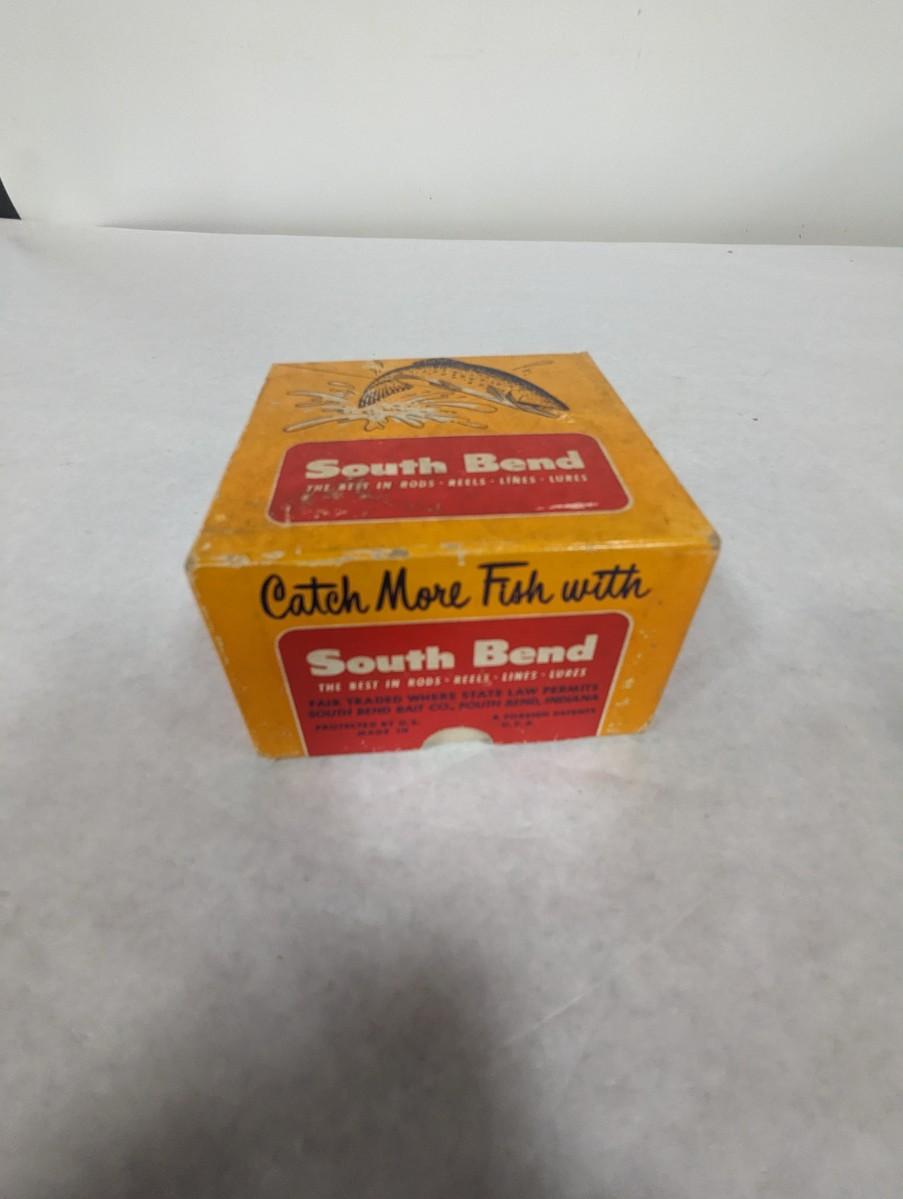 South Bend
THE BEST IN RODS · REELS · LINES · LURES
Catch More Fish with
South Bend
THE BEST IN RODS · REELS · LINES · LURES
FAIR TRADED WHERE STATE LAW PERMITS
SOUTH BEND BAIT CO., SOUTH BEND, INDIANA
PROTECTED BY U.S. & FOREIGN PATENTS
MADE IN U.S.A.